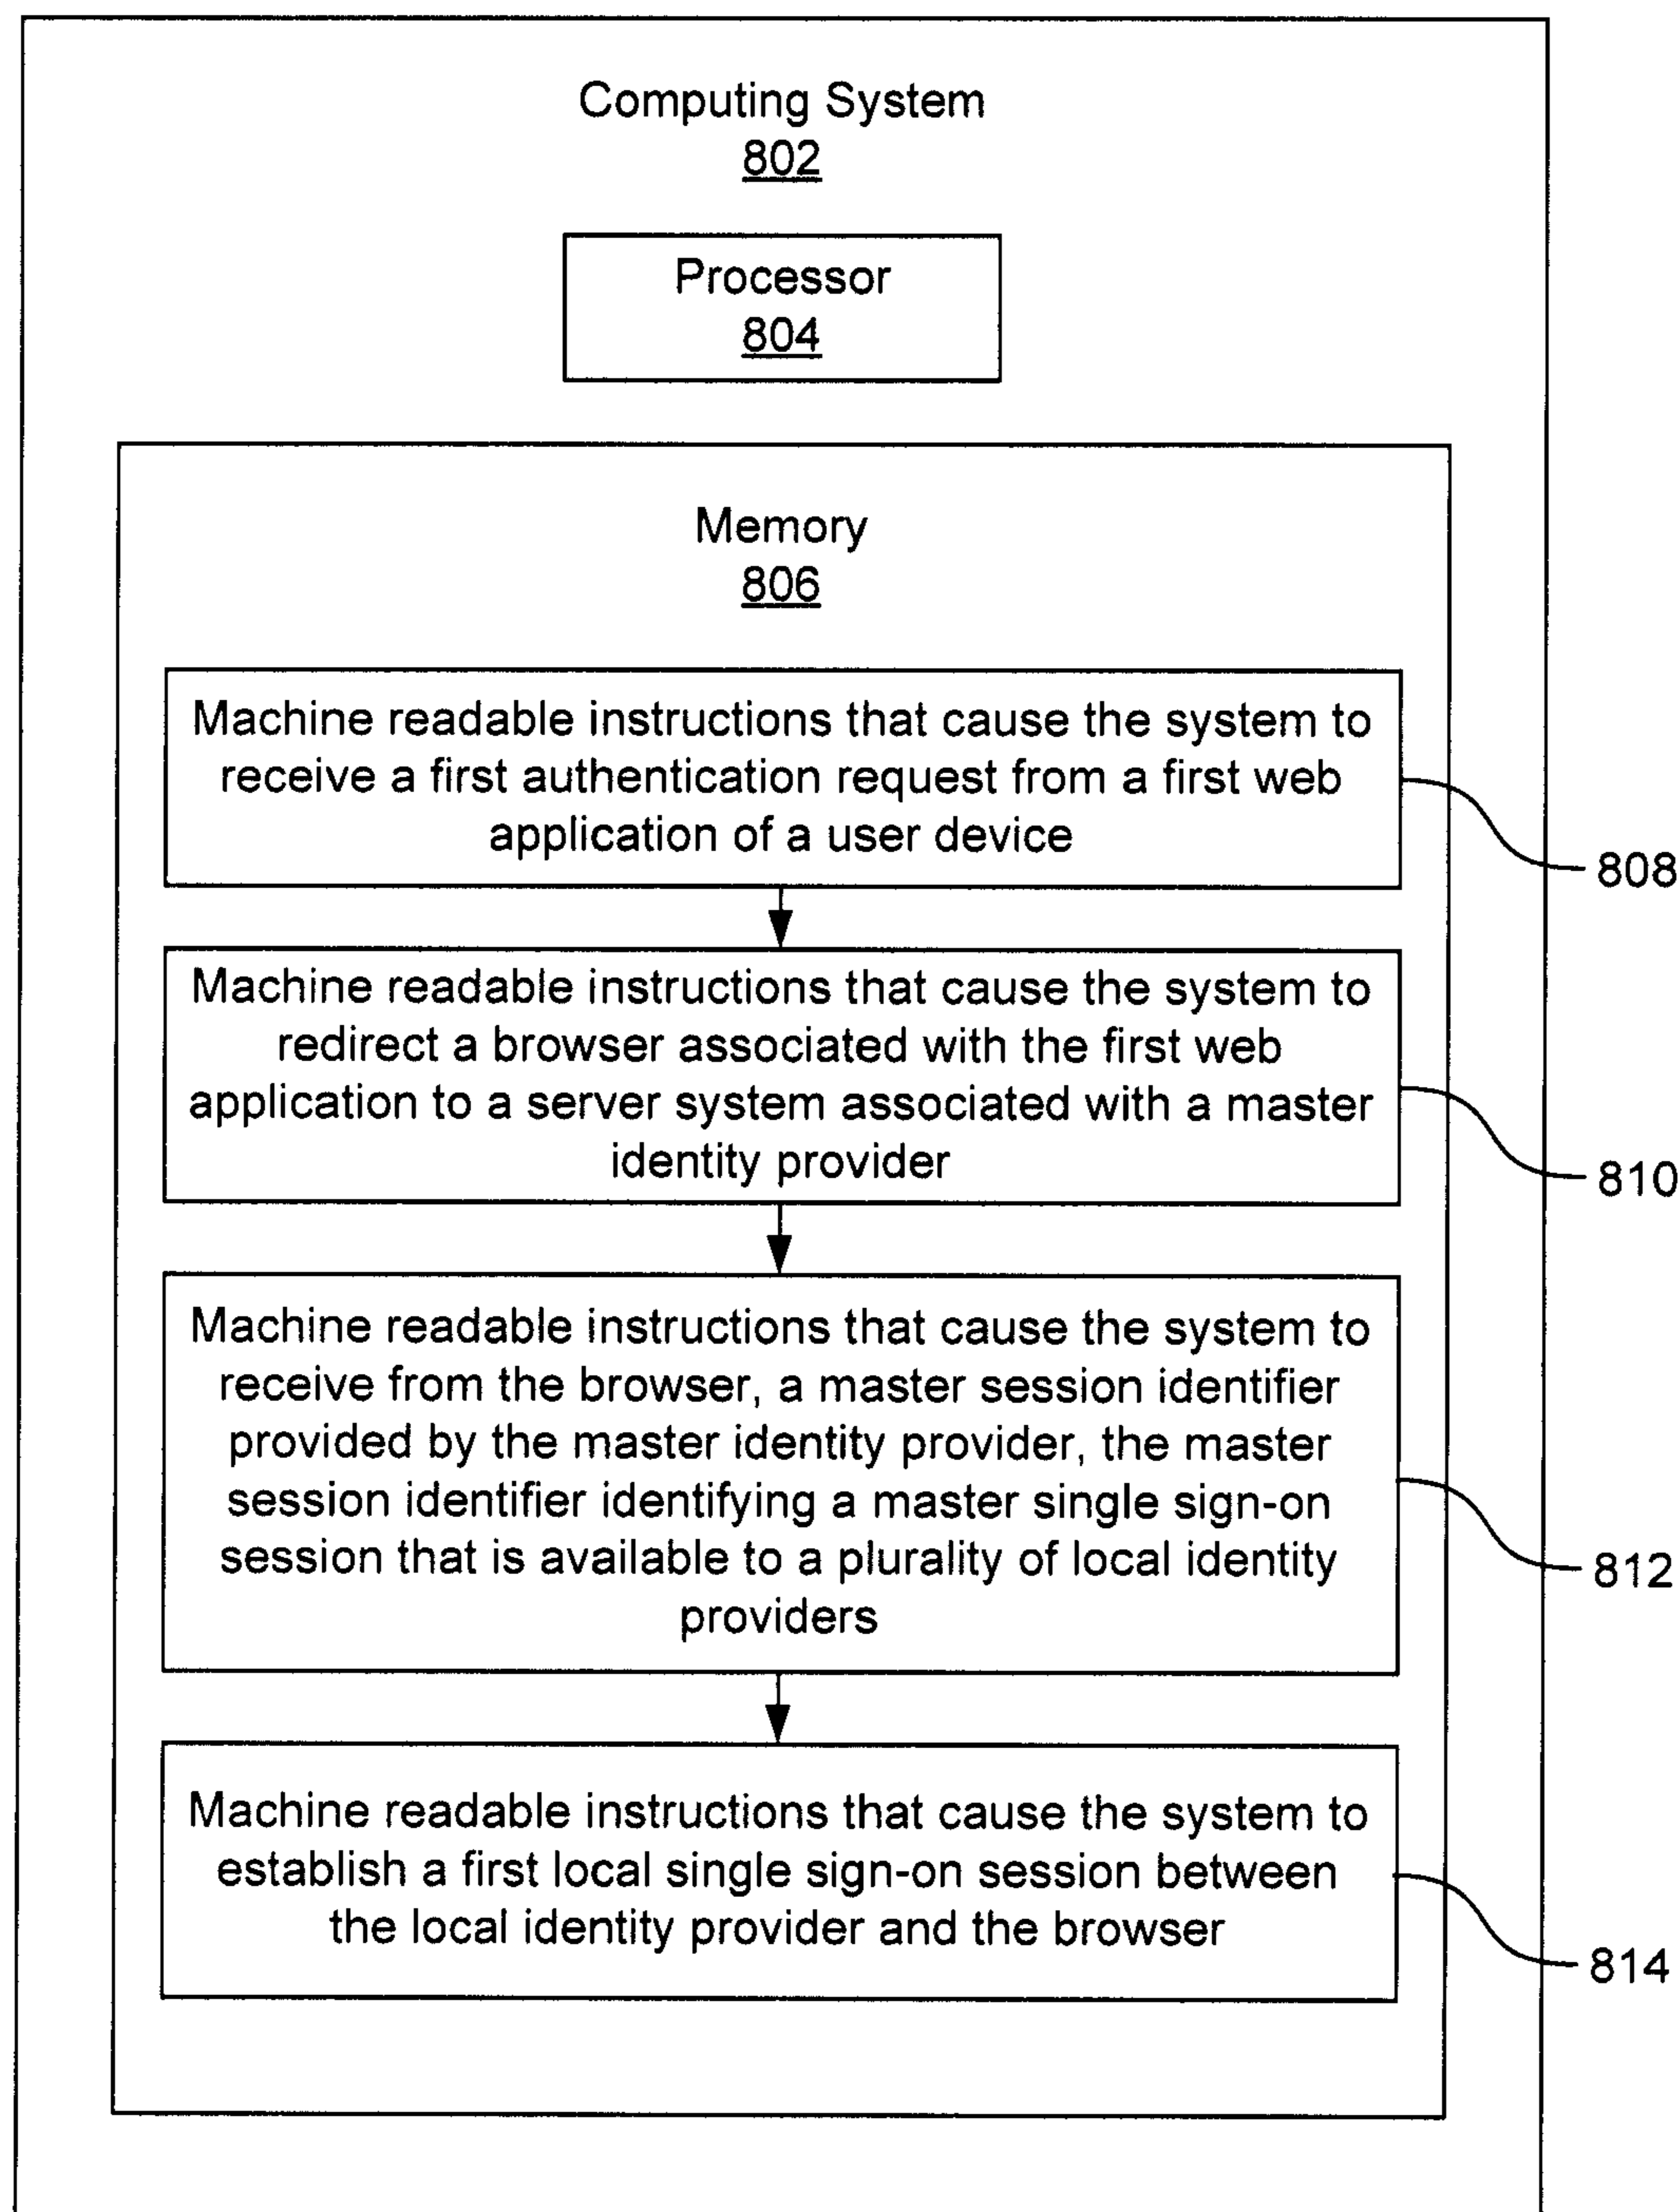 Computing System
802
Processor
804
Memory
806
Machine readable instructions that cause the system to
receive a first authentication request from a first web
application of a user device
808
Machine readable instructions that cause the system to
redirect a browser associated with the first web
application to a server system associated with a master
identity provider
810
Machine readable instructions that cause the system to
receive from the browser, a master session identifier
provided by the master identity provider, the master
session identifier identifying a master single sign-on
session that is available to a plurality of local identity
providers
812
Machine readable instructions that cause the system to
establish a first local single sign-on session between
the local identity provider and the browser
814